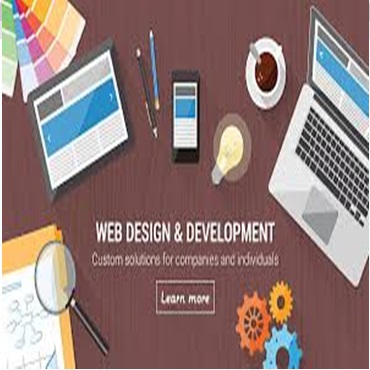 WEB DESIGN & DEVELOPMENT
Custom solutions for companies and individuals
Learn more